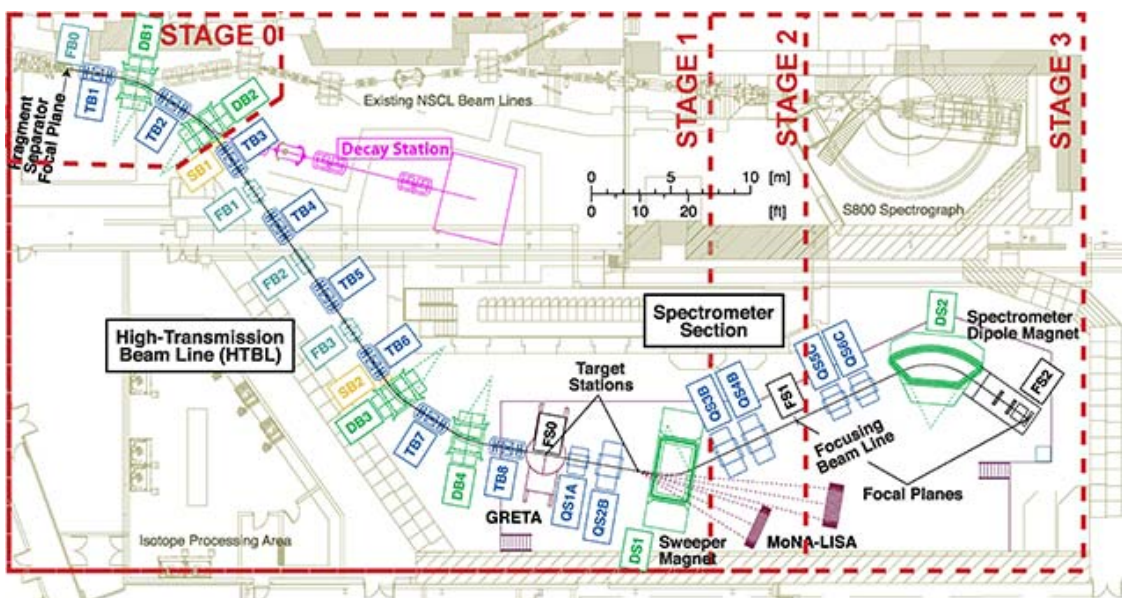 STAGE 0
STAGE 1
STAGE 2
STAGE 3
FB0
DB1
TB1
TB2
DB2
Fragment
Separator
Focal Plane
Existing NSCL Beam Lines
SB1
TB3
Decay Station
FB1
TB4
0 5 10 [m]
0 10 20 [ft]
S800 Spectrograph
FB2
TB5
High-Transmission
Beam Line (HTBL)
FB3
TB6
SB2
DB3
TB7
DB4
TB8
Spectrometer
Section
Target
Stations
FS0
GRETA
QS1A
QS2B
DS1
Sweeper
Magnet
MoNA-LISA
QS3B
QS4B
FS1
QS5C
QS6C
DS2
Spectrometer
Dipole Magnet
FS2
Focusing
Beam Line
Focal Planes
Isotope Processing Area